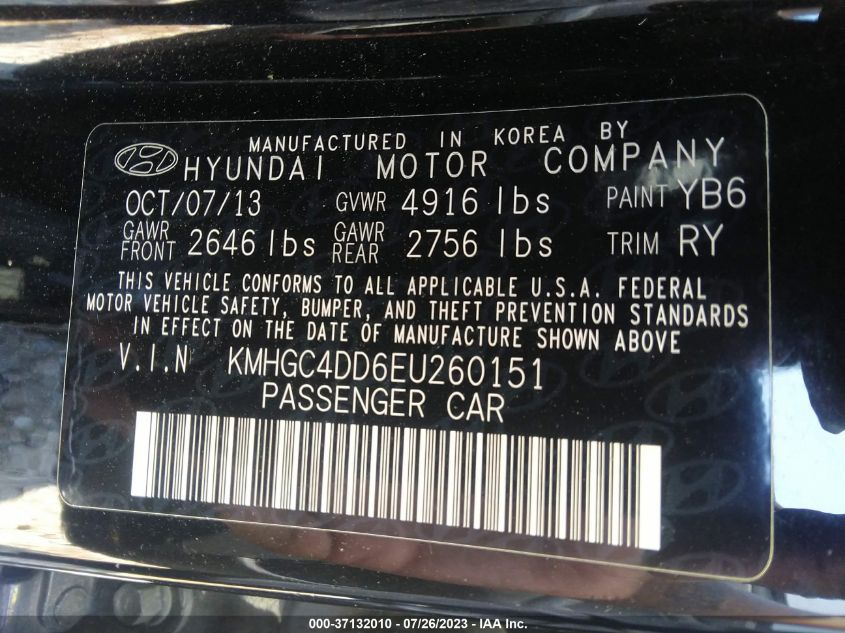 MANUFACTURED IN KOREA BY
HYUNDAI MOTOR COMPANY
OCT/07/13 GVWR 4916 lbs PAINT YB6
GAWR FRONT 2646 lbs GAWR REAR 2756 lbs TRIM RY
THIS VEHICLE CONFORMS TO ALL APPLICABLE U.S.A. FEDERAL
MOTOR VEHICLE SAFETY, BUMPER, AND THEFT PREVENTION STANDARDS
IN EFFECT ON THE DATE OF MANUFACTURE SHOWN ABOVE
V.I.N KMHGC4DD6EU260151
PASSENGER CAR
000-37132010 - 07/26/2023 - IAA Inc.